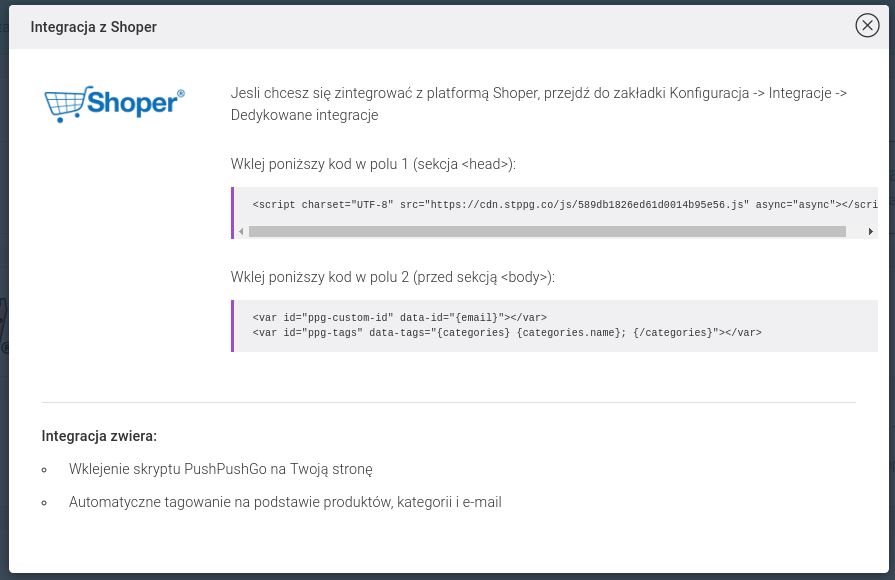 Integracja z Shoper
Shoper®
Jesli chcesz się zintegrować z platformą Shoper, przejdź do zakładki Konfiguracja -> Integracje ->
Dedykowane integracje
Wklej poniższy kod w polu 1 (sekcja <head>):
<script charset="UTF-8" src="https://cdn.stppg.co/js/589db1826ed61d0014b95e56.js" async="async"></scri
Wklej poniższy kod w polu 2 (przed sekcją <body>):
<var id="ppg-custom-id" data-id="{email}"></var>
<var id="ppg-tags" data-tags="{categories} {categories.name}; {/categories}"></var>
Integracja zwiera:
Wklejenie skryptu PushPushGo na Twoją stronę
Automatyczne tagowanie na podstawie produktów, kategorii i e-mail